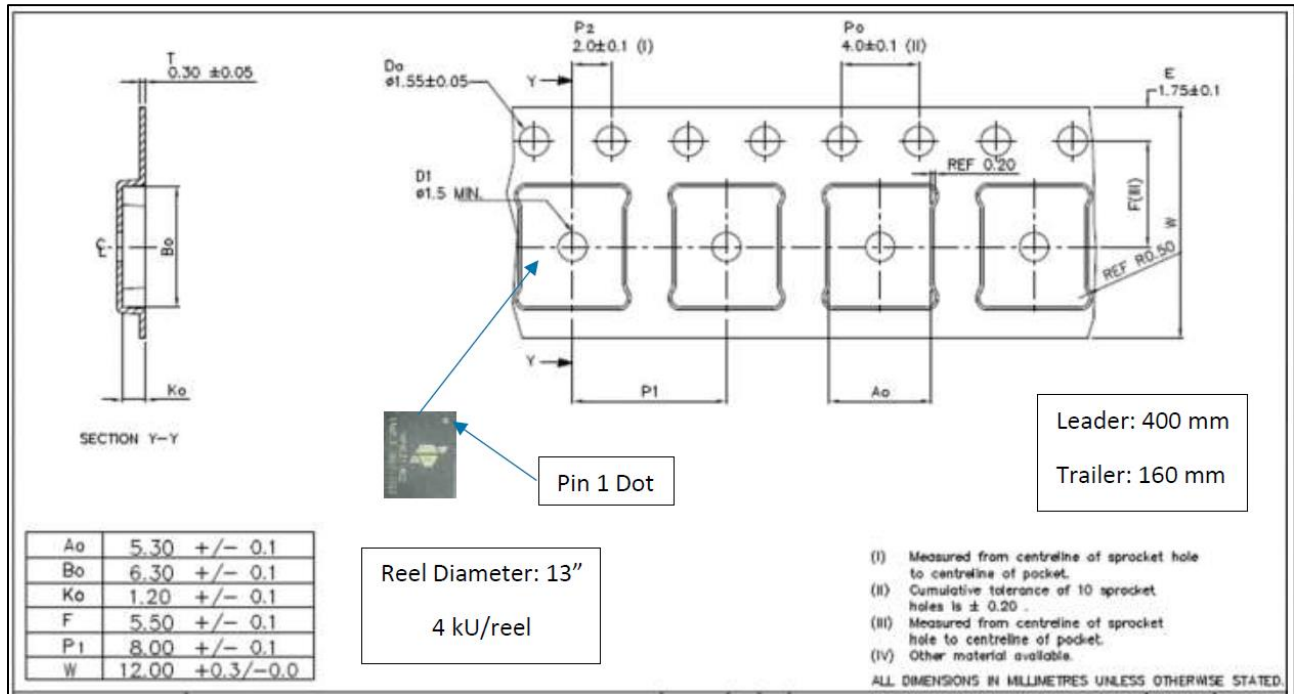 T
0.30 ±0.05
P2
2.0±0.1 (I)
Po
4.0±0.1 (II)
Do
ø1.55±0.05
Y
E
1.75±0.1
D1
ø1.5 MIN.
REF 0.20
F(III)
W
REF R0.50
Bo
Ko
SECTION Y-Y
Y
P1
Ao
Pin 1 Dot
Leader: 400 mm
Trailer: 160 mm
Ao 5.30 +/- 0.1
Bo 6.30 +/- 0.1
Ko 1.20 +/- 0.1
F 5.50 +/- 0.1
P1 8.00 +/- 0.1
W 12.00 +0.3/-0.0
Reel Diameter: 13”
4 kU/reel
(I) Measured from centreline of sprocket hole
to centreline of pocket.
(II) Cumulative tolerance of 10 sprocket
holes is ± 0.20 .
(III) Measured from centreline of sprocket
hole to centreline of pocket.
(IV) Other material available.
ALL DIMENSIONS IN MILLIMETRES UNLESS OTHERWISE STATED.